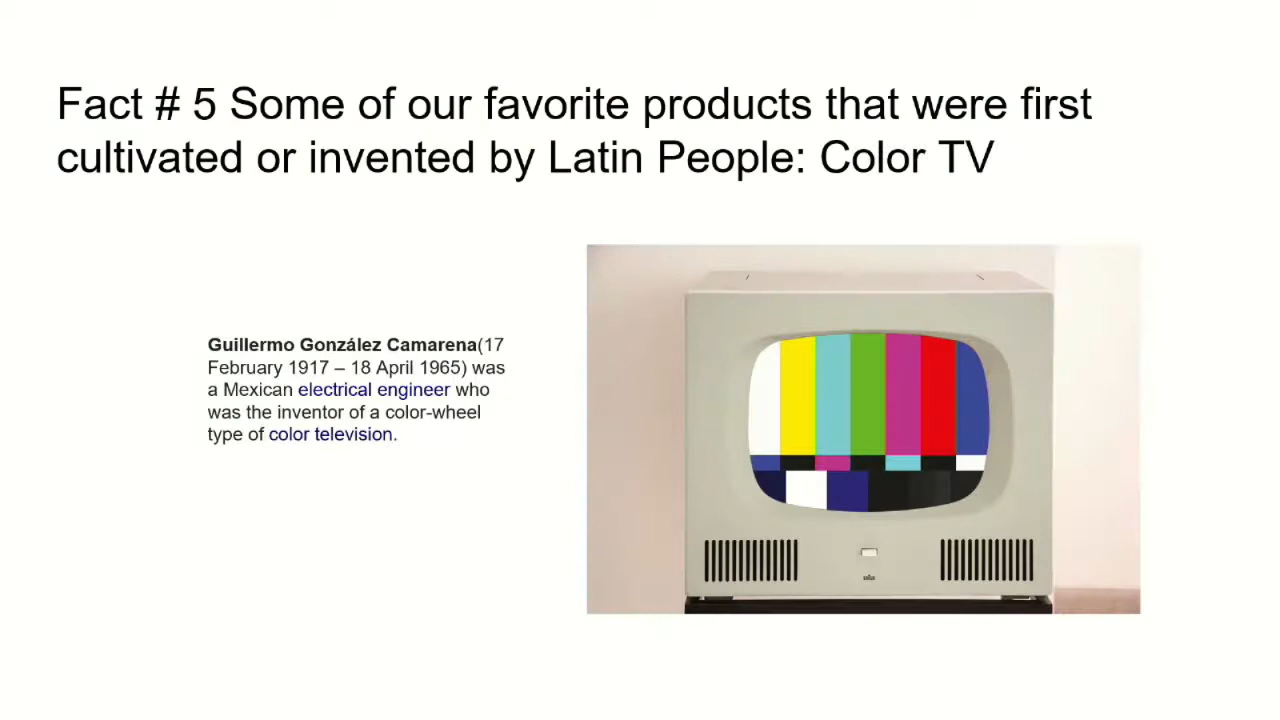 Fact # 5 Some of our favorite products that were first
cultivated or invented by Latin People: Color TV
Guillermo González Camarena(17
February 1917 – 18 April 1965) was
a Mexican electrical engineer who
was the inventor of a color-wheel
type of color television.